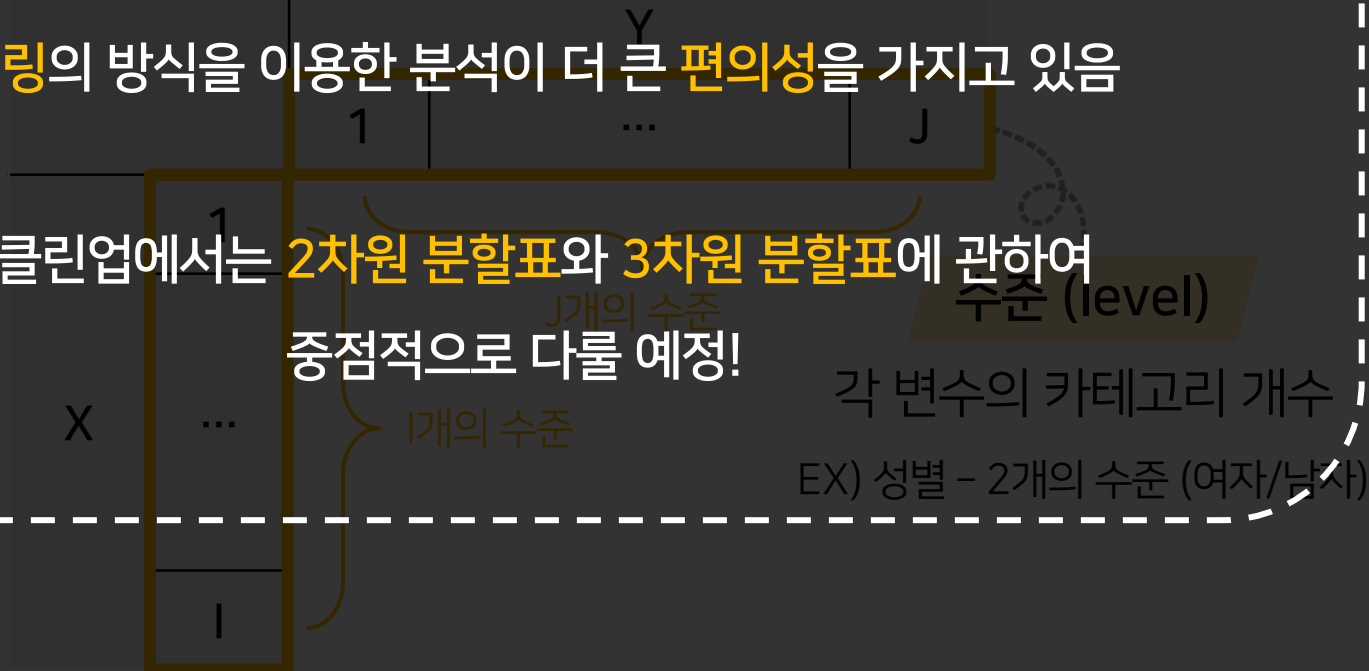 Y
링의 방식을 이용한 분석이 더 큰 편의성을 가지고 있음
1 ... J
1
클린업에서는 2차원 분할표와 3차원 분할표에 관하여
J개의 수준
수준 (level)
중점적으로 다룰 예정!
각 변수의 카테고리 개수
X ... I개의 수준
EX) 성별 – 2개의 수준 (여자/남자)
I